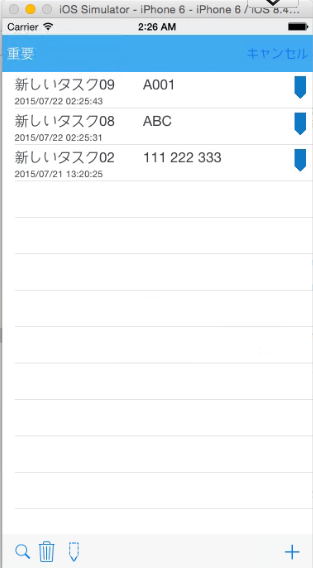 iOS Simulator - iPhone 6 - iPhone 6 / iOS 8.4...
Carrier 2:26 AM
重要 キャンセル
新しいタスク09 A001
2015/07/22 02:25:43
新しいタスク08 ABC
2015/07/22 02:25:31
新しいタスク02 111 222 333
2015/07/21 13:20:25